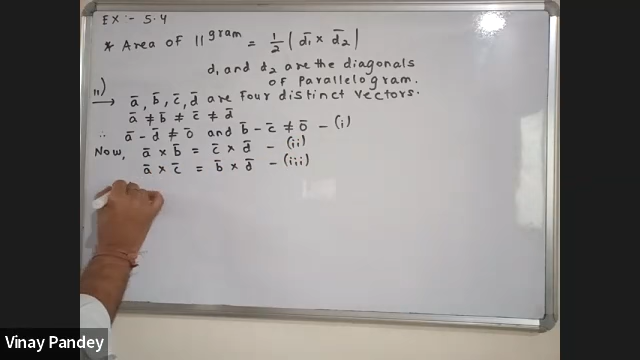 Ex :- 5.4
* Area of ||gram = 1/2 | d̄1 × d̄2 |
d1 and d2 are the diagonals
of parallelogram.
11)
→ ā, b̄, c̄, d̄ are four distinct vectors.
ā ≠ b̄ ≠ c̄ ≠ d̄
∴ ā - d̄ ≠ 0̄ and b̄ - c̄ ≠ 0̄ - (i)
Now, ā × b̄ = c̄ × d̄ - (ii)
ā × c̄ = b̄ × d̄ - (iii)
Vinay Pandey